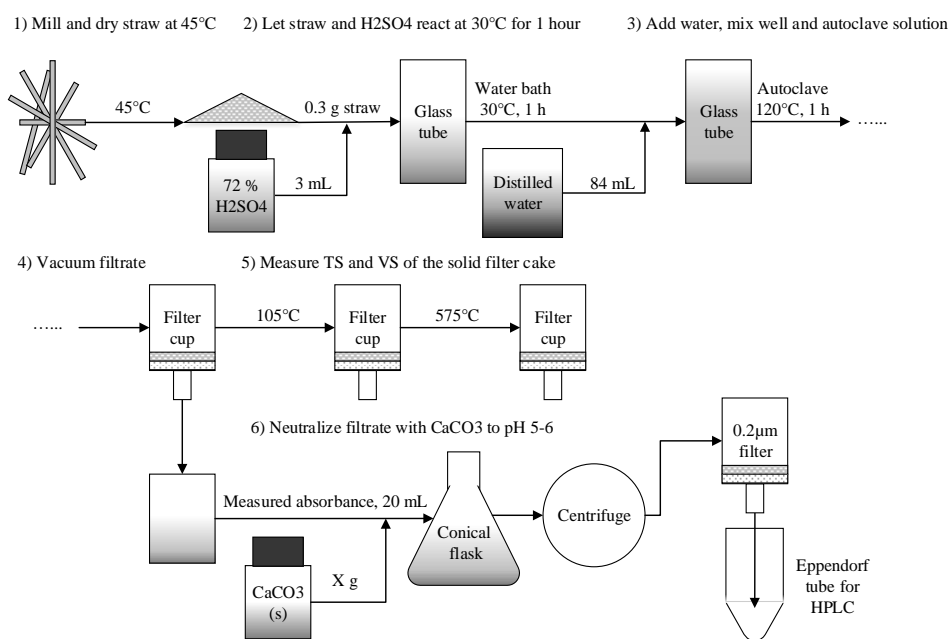 1) Mill and dry straw at 45°C
2) Let straw and H2SO4 react at 30°C for 1 hour
3) Add water, mix well and autoclave solution
45°C
0.3 g straw
72 %
H2SO4
3 mL
Glass
tube
Water bath
30°C, 1 h
Distilled
water
84 mL
Glass
tube
Autoclave
120°C, 1 h
…...
4) Vacuum filtrate
5) Measure TS and VS of the solid filter cake
…...
Filter
cup
105°C
Filter
cup
575°C
Filter
cup
6) Neutralize filtrate with CaCO3 to pH 5-6
Measured absorbance, 20 mL
CaCO3
(s)
X g
Conical
flask
Centrifuge
0.2µm
filter
Eppendorf
tube for
HPLC